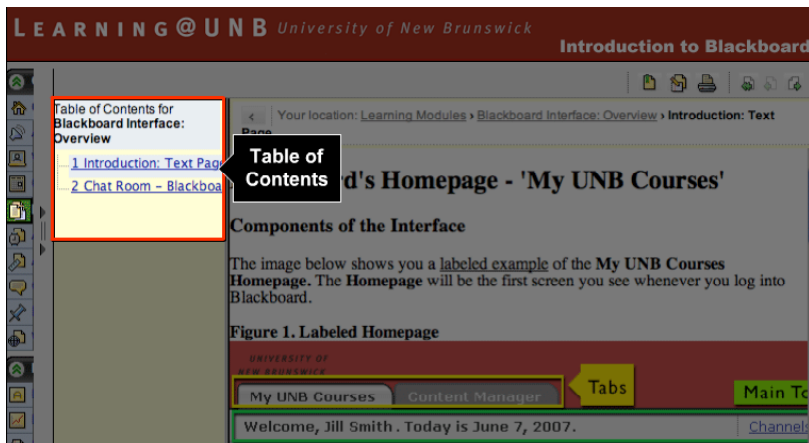 LEARNING@UNB University of New Brunswick
Introduction to Blackboard
Table of Contents for
Blackboard Interface:
Overview
1 Introduction: Text Page
2 Chat Room – Blackboa
Table of
Contents
‹ Your location: Learning Modules › Blackboard Interface: Overview › Introduction: Text
Page
d's Homepage - 'My UNB Courses'
Components of the Interface
The image below shows you a labeled example of the My UNB Courses
Homepage. The Homepage will be the first screen you see whenever you log into
Blackboard.
Figure 1. Labeled Homepage
UNIVERSITY OF
NEW BRUNSWICK
My UNB Courses
Content Manager
Tabs
Main To
Welcome, Jill Smith. Today is June 7, 2007.
Channels